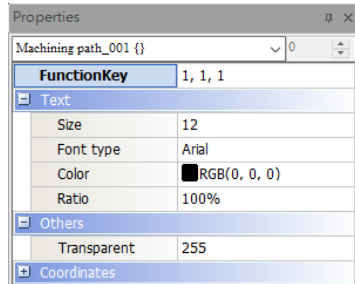 Properties
Machining path_001 {} 0
FunctionKey 1, 1, 1
Text
Size 12
Font type Arial
Color RGB(0, 0, 0)
Ratio 100%
Others
Transparent 255
Coordinates